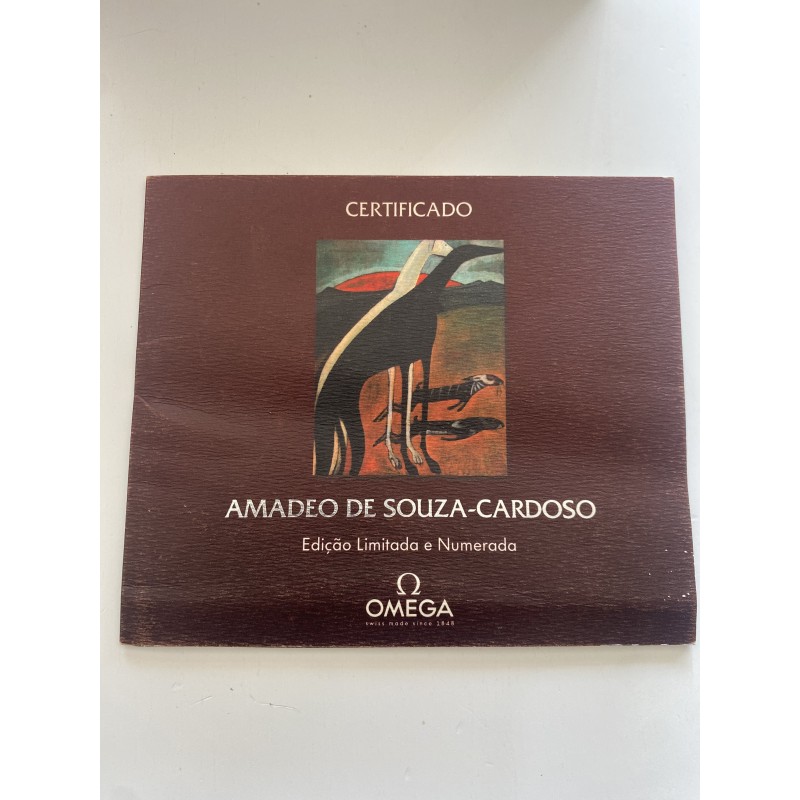 CERTIFICADO
AMADEO DE SOUZA-CARDOSO
Edição Limitada e Numerada
Ω
OMEGA
swiss made since 1848